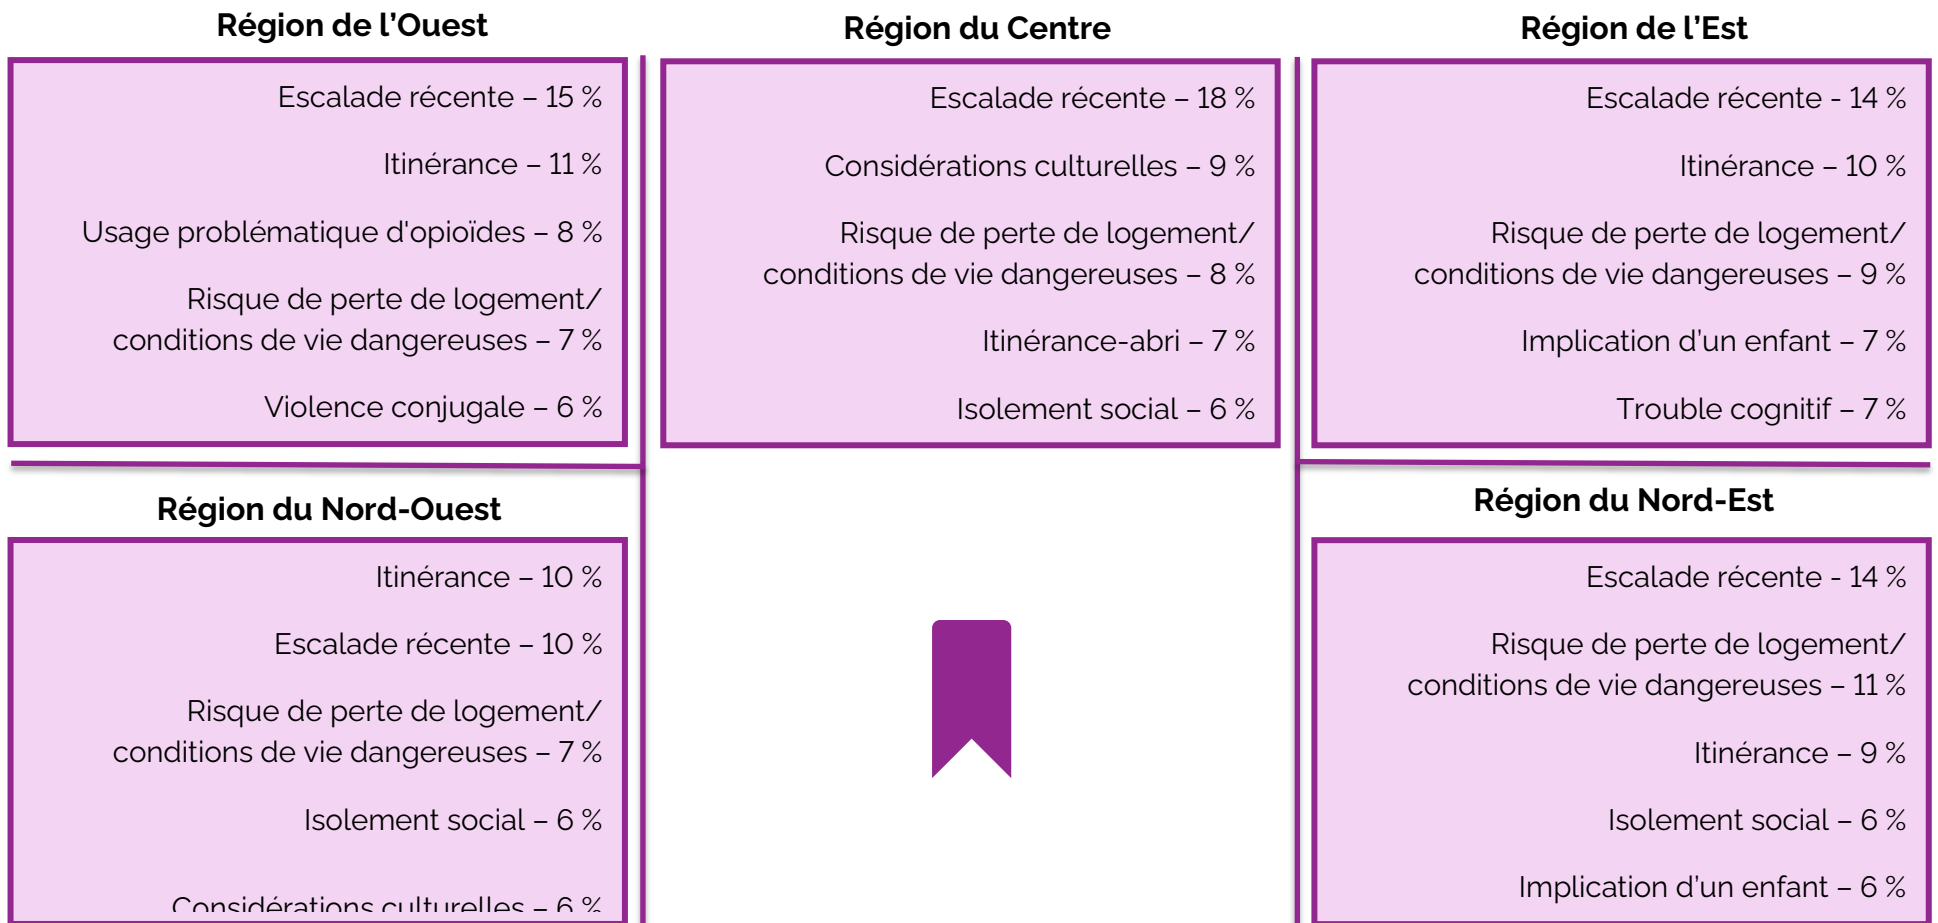 Région de l’Ouest
Escalade récente – 15 %
Itinérance – 11 %
Usage problématique d'opioïdes – 8 %
Risque de perte de logement/
conditions de vie dangereuses – 7 %
Violence conjugale – 6 %
Région du Centre
Escalade récente – 18 %
Considérations culturelles – 9 %
Risque de perte de logement/
conditions de vie dangereuses – 8 %
Itinérance-abri – 7 %
Isolement social – 6 %
Région de l’Est
Escalade récente - 14 %
Itinérance – 10 %
Risque de perte de logement/
conditions de vie dangereuses – 9 %
Implication d’un enfant – 7 %
Trouble cognitif – 7 %
Région du Nord-Ouest
Itinérance – 10 %
Escalade récente – 10 %
Risque de perte de logement/
conditions de vie dangereuses – 7 %
Isolement social – 6 %
Considérations culturelles – 6 %
Région du Nord-Est
Escalade récente - 14 %
Risque de perte de logement/
conditions de vie dangereuses – 11 %
Itinérance – 9 %
Isolement social – 6 %
Implication d’un enfant – 6 %